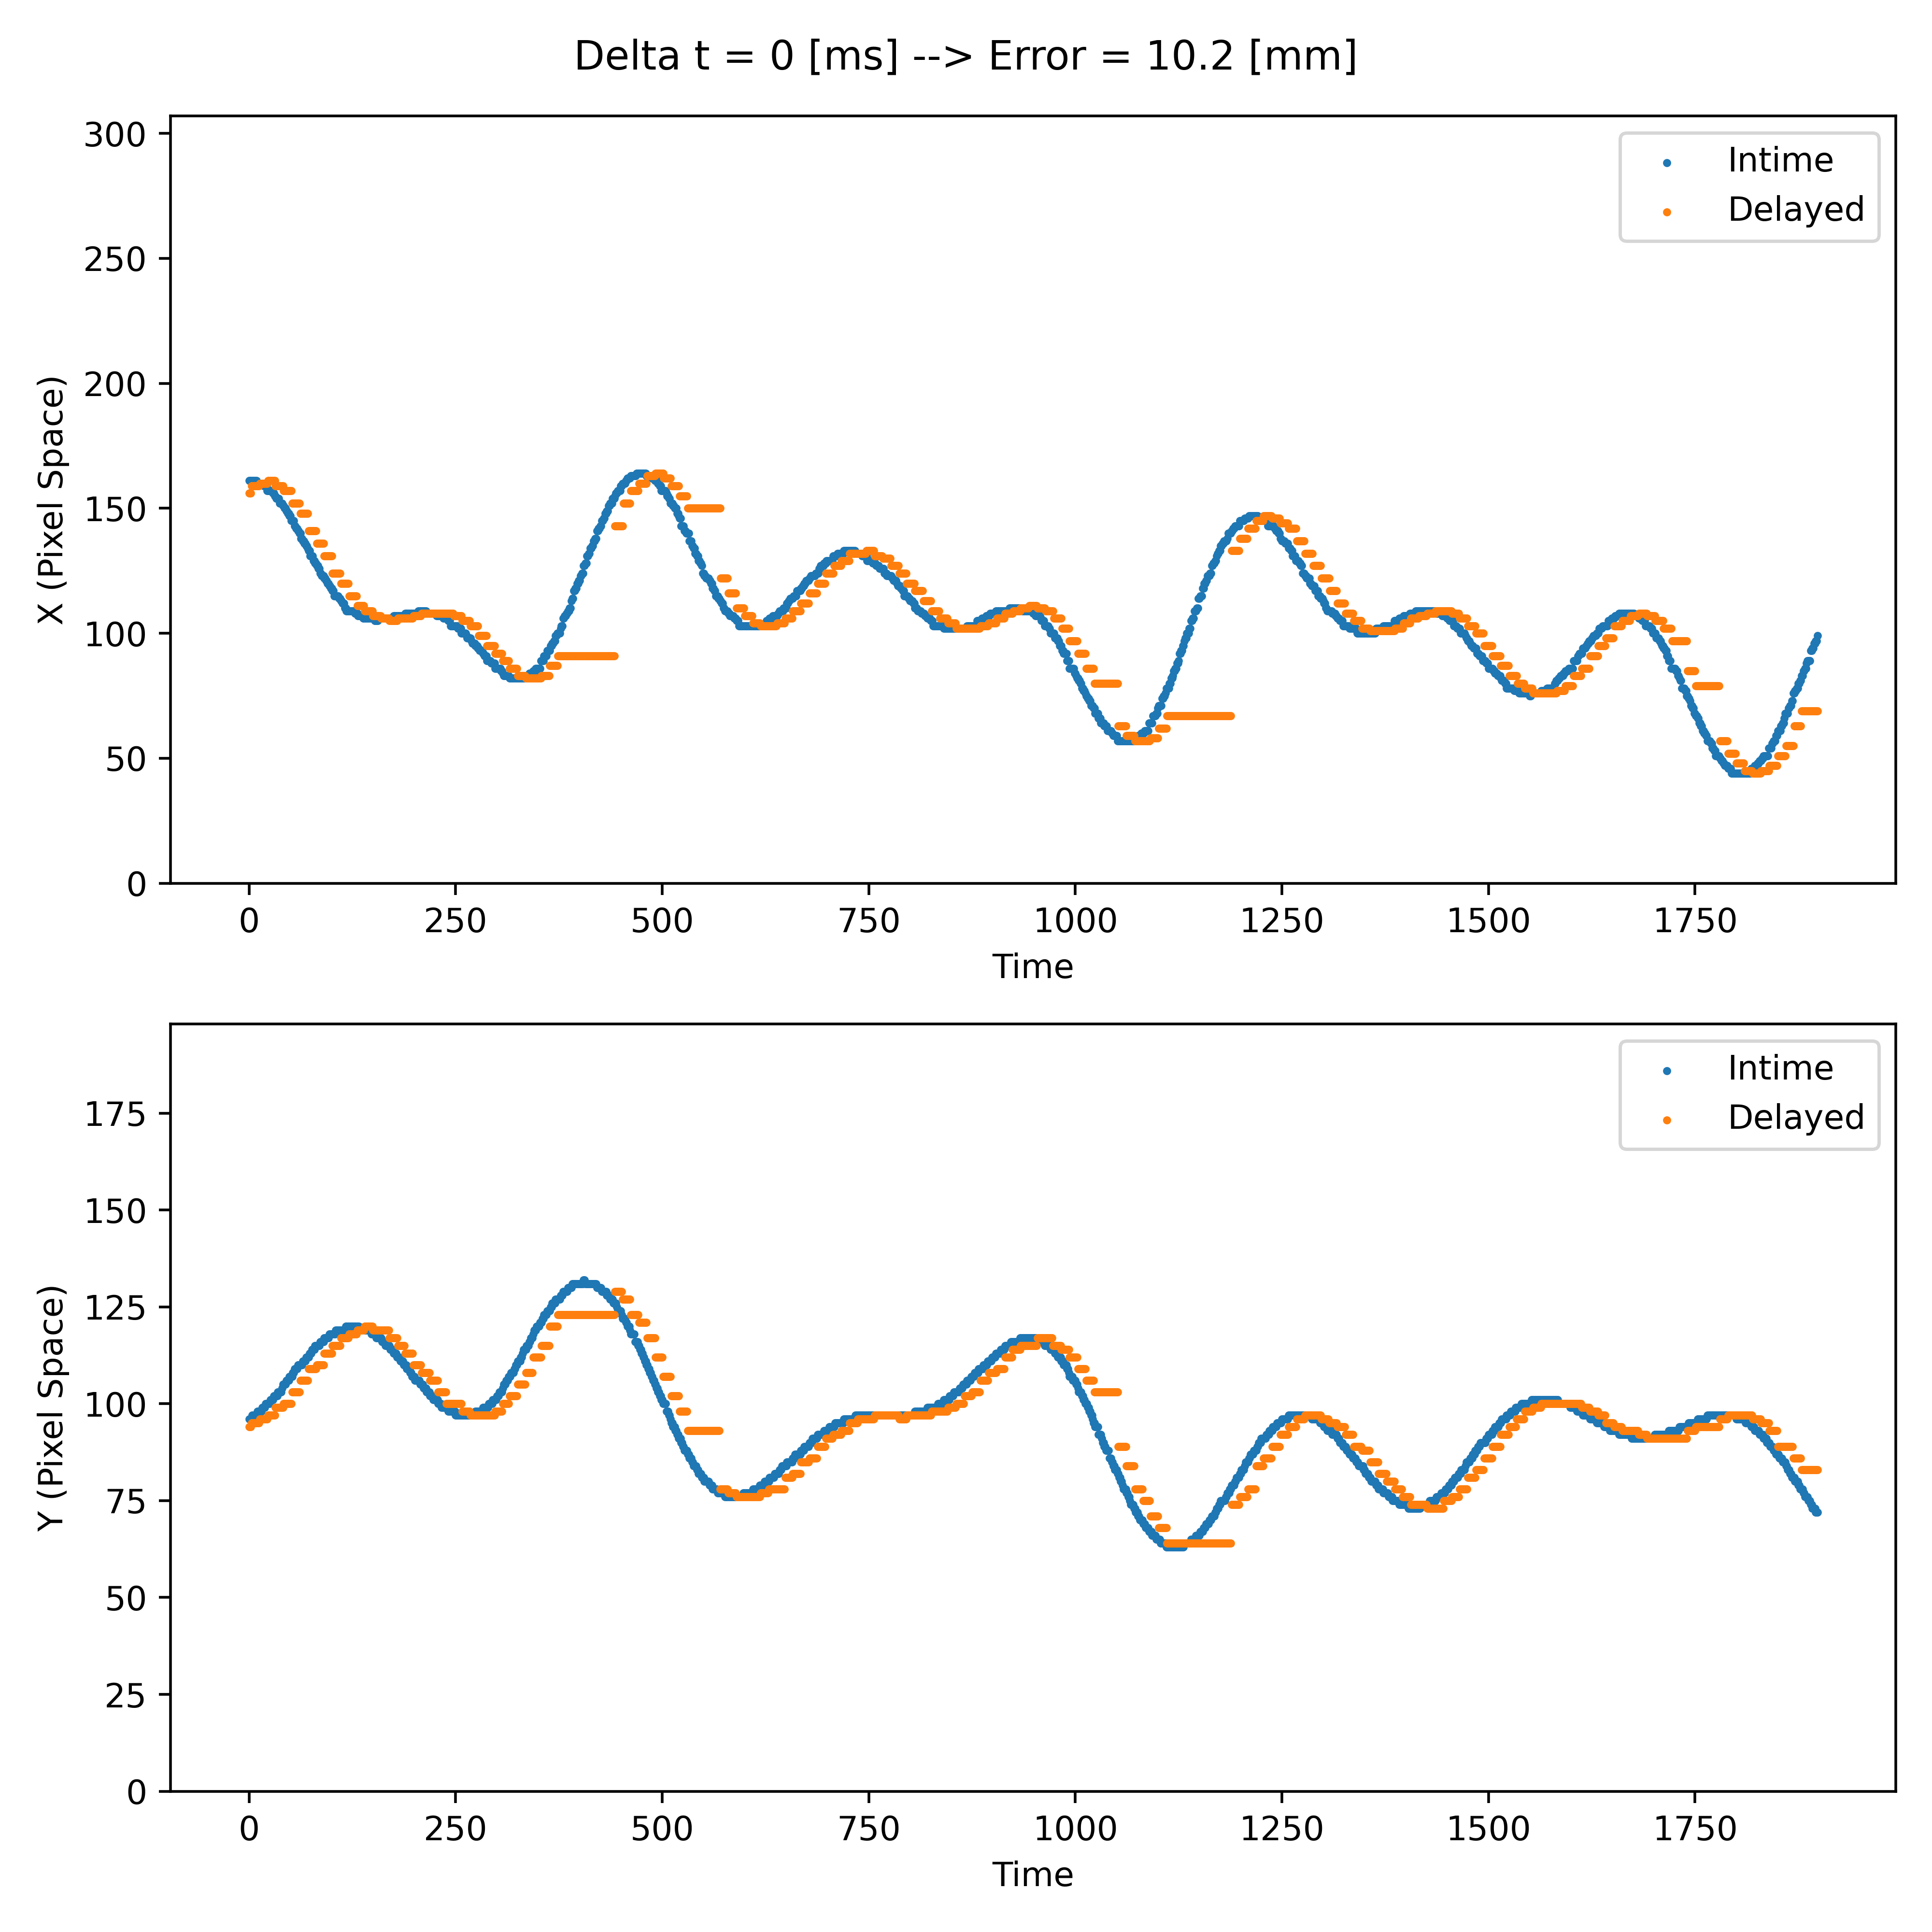 Delta t = 0 [ms] --> Error = 10.2 [mm]
300
250
200
150
100
50
0
X (Pixel Space)
Intime
Delayed
0 250 500 750 1000 1250 1500 1750
Time
175
150
125
100
75
50
25
0
Y (Pixel Space)
Intime
Delayed
0 250 500 750 1000 1250 1500 1750
Time